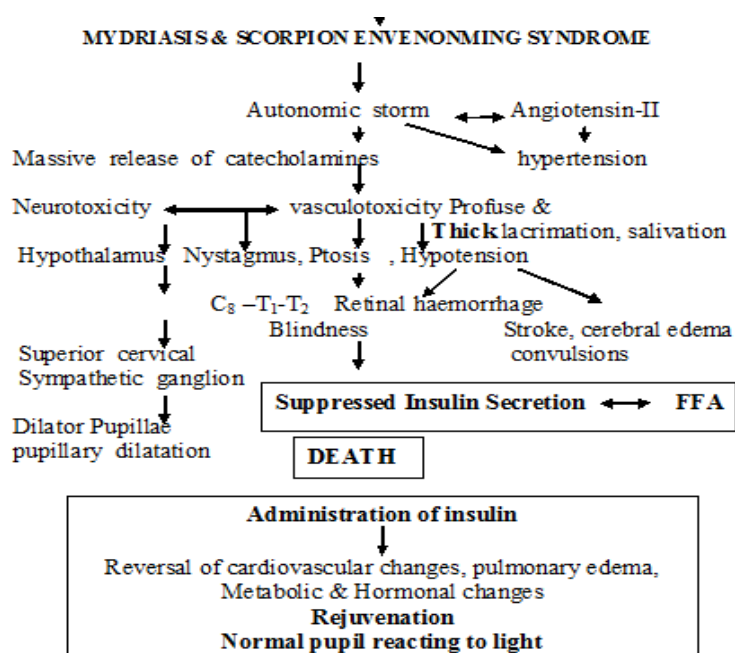 MYDRIASIS & SCORPION ENVENONMING SYNDROME
Autonomic storm Angiotensin-II
Massive release of catecholamines hypertension
Neurotoxicity vasculotoxicity Profuse &
Thick lacrimation, salivation
Hypothalamus Nystagmus, Ptosis , Hypotension
C₈ –T₁-T₂ Retinal haemorrhage
Blindness Stroke, cerebral edema
convulsions
Superior cervical
Sympathetic ganglion
Suppressed Insulin Secretion FFA
Dilator Pupillae
pupillary dilatation
DEATH
Administration of insulin
Reversal of cardiovascular changes, pulmonary edema,
Metabolic & Hormonal changes
Rejuvenation
Normal pupil reacting to light